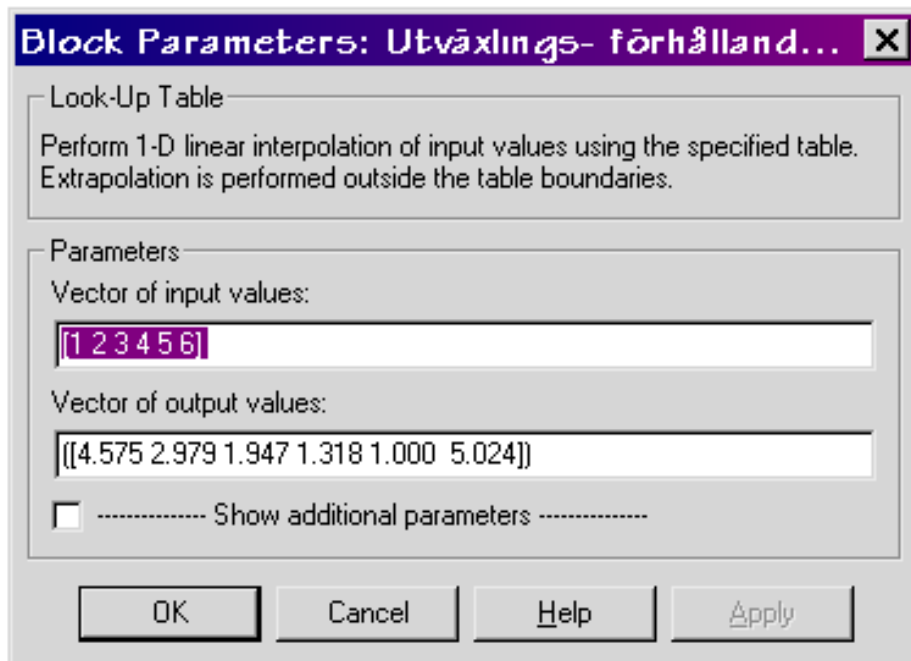 Block Parameters: Utväxlings- förhålland...
Look-Up Table
Perform 1-D linear interpolation of input values using the specified table.
Extrapolation is performed outside the table boundaries.
Parameters
Vector of input values:
[1 2 3 4 5 6]
Vector of output values:
([4.575 2.979 1.947 1.318 1.000  5.024])
--------------- Show additional parameters ---------------
OK Cancel Help Apply